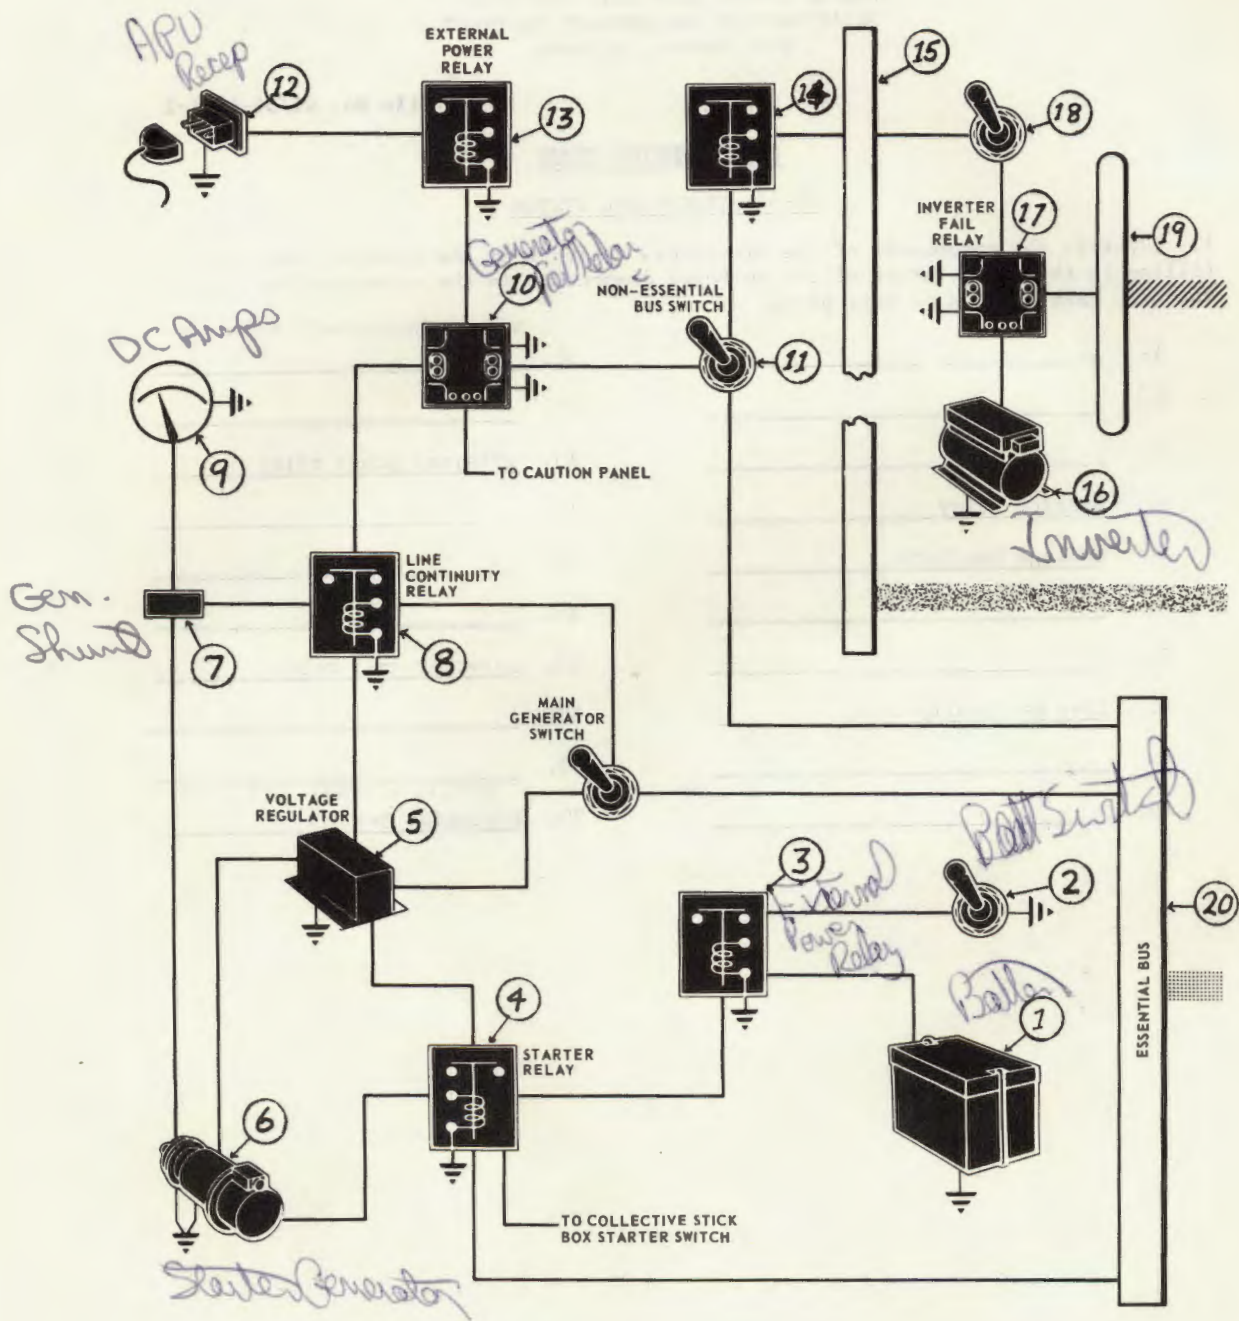 APU
Recep
12
EXTERNAL
POWER
RELAY
13
14
15
18
INVERTER
FAIL
RELAY
17
19
Generator
fail Relay
10
NON-ESSENTIAL
BUS SWITCH
11
DC Amps
9
TO CAUTION PANEL
16
Inverter
LINE
CONTINUITY
RELAY
8
Gen.
Shunt
7
MAIN
GENERATOR
SWITCH
VOLTAGE
REGULATOR
5
3
Batt Switch
2
External
Power
Relay
20
ESSENTIAL BUS
Battery
1
4
STARTER
RELAY
6
TO COLLECTIVE STICK
BOX STARTER SWITCH
Starter Generator